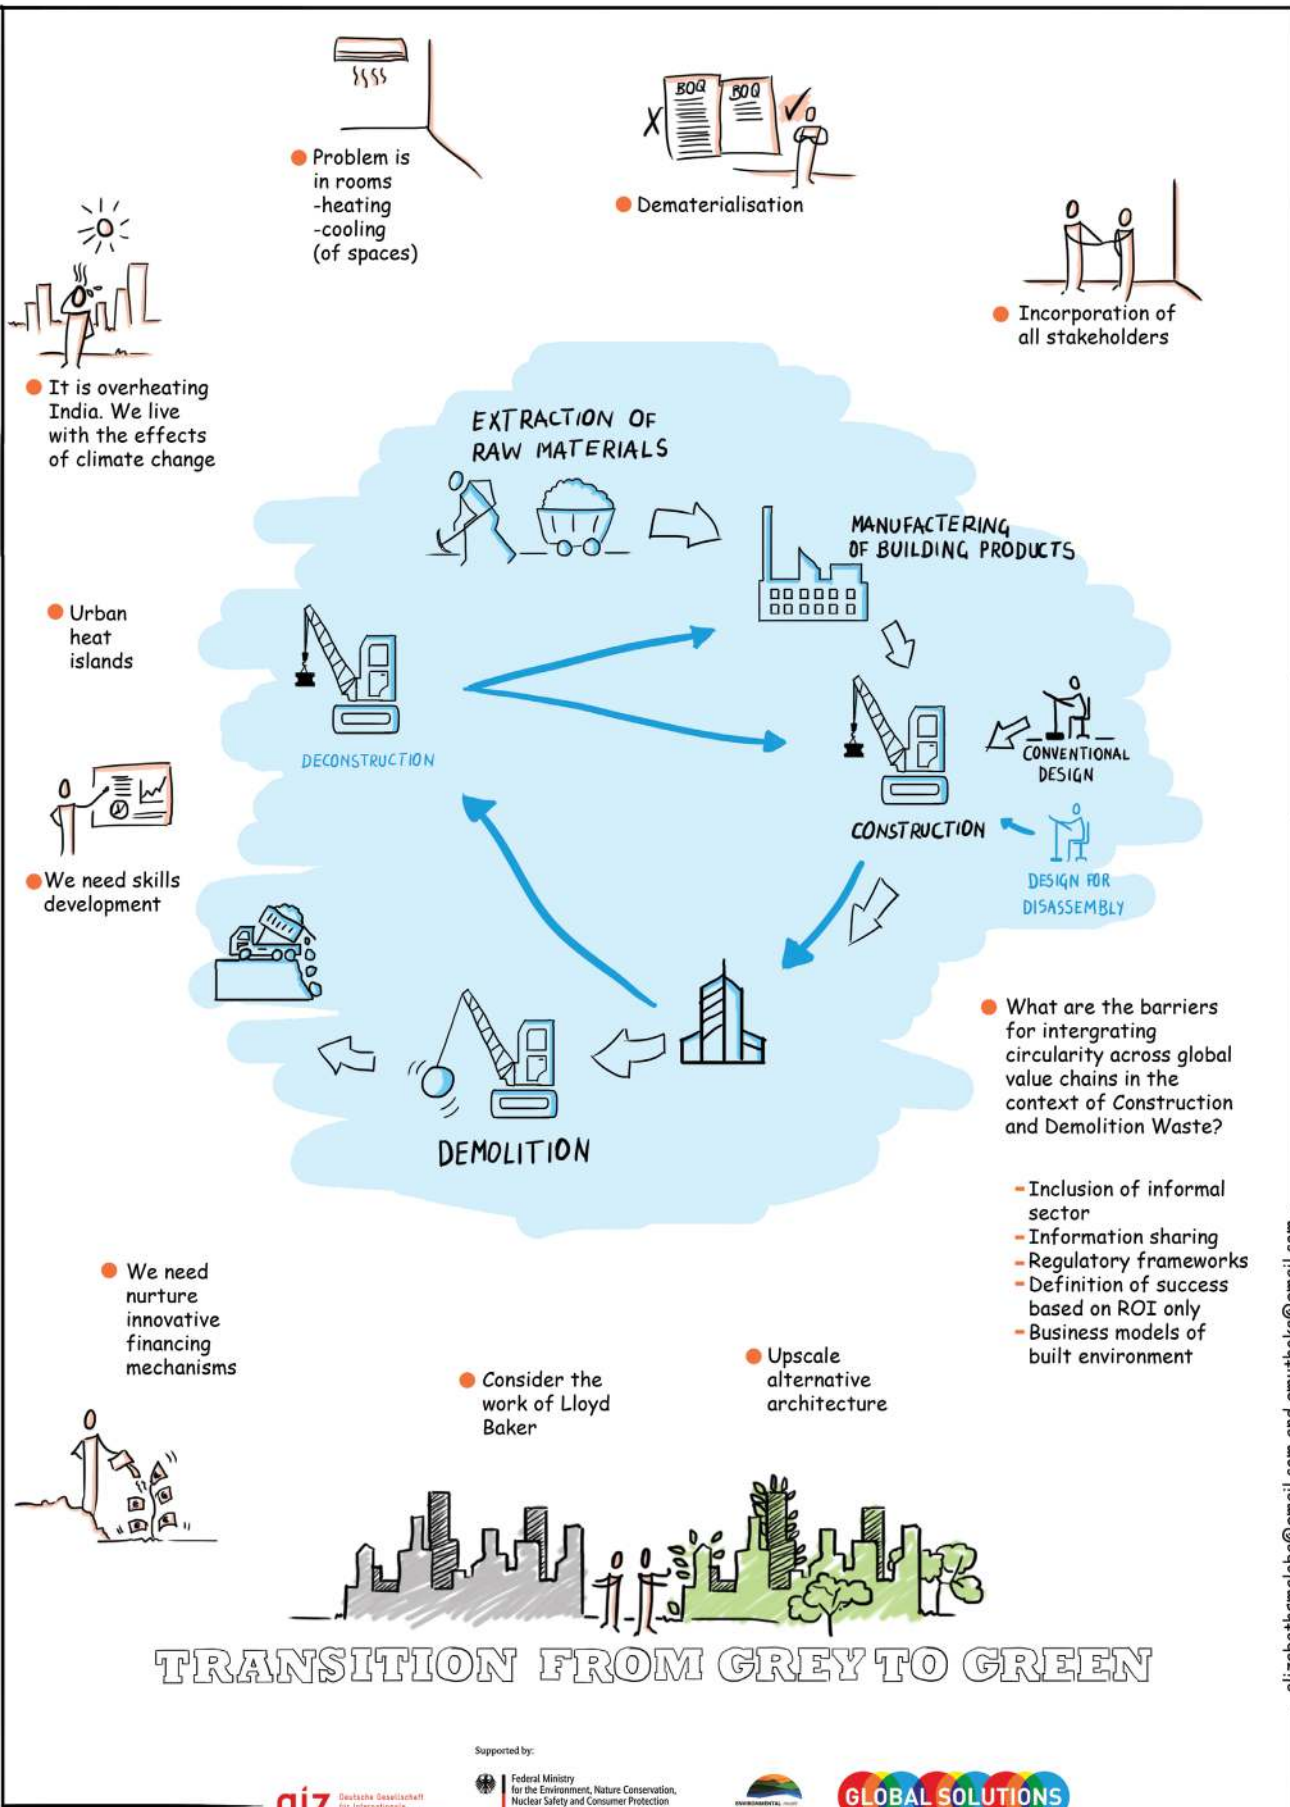 BOQ
BOQ
Problem is
in rooms
-heating
-cooling
(of spaces)
Dematerialisation
Incorporation of
all stakeholders
It is overheating
India. We live
with the effects
of climate change
EXTRACTION OF
RAW MATERIALS
MANUFACTERING
OF BUILDING PRODUCTS
Urban
heat
islands
DECONSTRUCTION
CONVENTIONAL
DESIGN
CONSTRUCTION
DESIGN FOR
DISASSEMBLY
We need skills
development
DEMOLITION
What are the barriers
for intergrating
circularity across global
value chains in the
context of Construction
and Demolition Waste?
- Inclusion of informal
sector
- Information sharing
- Regulatory frameworks
- Definition of success
based on ROI only
- Business models of
built environment
We need
nurture
innovative
financing
mechanisms
Consider the
work of Lloyd
Baker
Upscale
alternative
architecture
TRANSITION FROM GREY TO GREEN
Supported by:
giz Deutsche Gesellschaft
Federal Ministry
for the Environment, Nature Conservation,
Nuclear Safety and Consumer Protection
ENVIRONMENTAL
GLOBAL SOLUTIONS